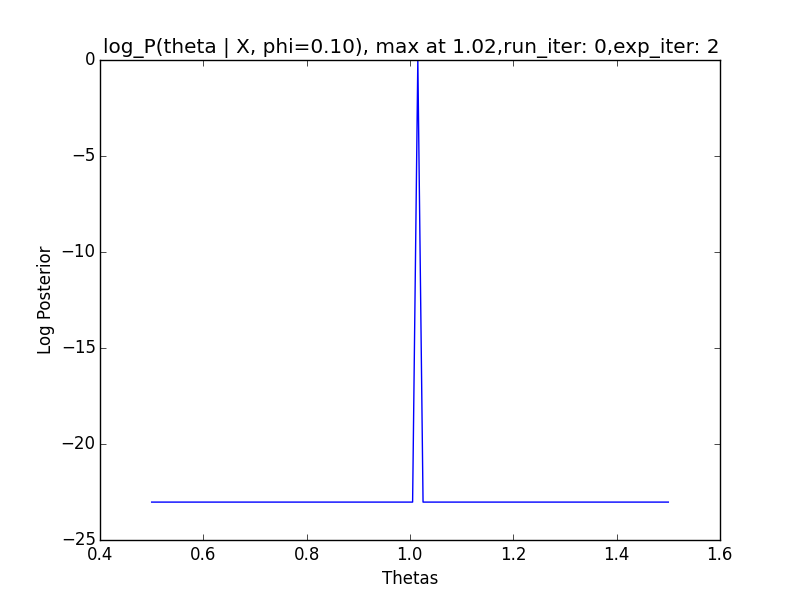 log_P(theta | X, phi=0.10), max at 1.02,run_iter: 0,exp_iter: 2
0
−5
−10
−15
−20
−25
Log Posterior
0.4 0.6 0.8 1.0 1.2 1.4 1.6
Thetas